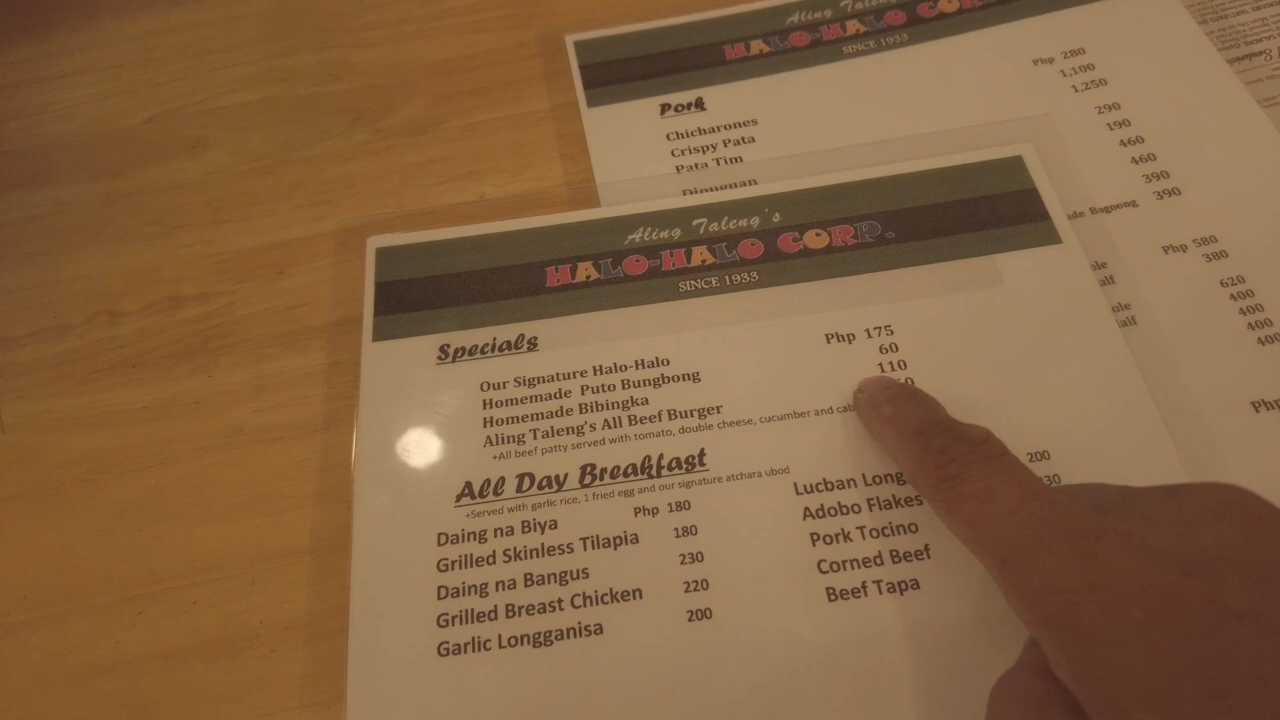 Aling Taleng's
HALO-HALO CORP.
SINCE 1933
Pork
Chicharones Php 280
Crispy Pata 1,100
Pata Tim 1,250
Dinuguan 290
190
460
460
390
Bagoong 390
Php 580
380
620
400
400
400
Php
Aling Taleng's
HALO-HALO CORP.
SINCE 1933
Specials
Our Signature Halo-Halo Php 175
Homemade Puto Bungbong 60
Homemade Bibingka 110
Aling Taleng's All Beef Burger
+All beef patty served with tomato, double cheese, cucumber and
All Day Breakfast
+Served with garlic rice, 1 fried egg and our signature atchara ubod
Daing na Biya Php 180
Grilled Skinless Tilapia 180
Daing na Bangus 230
Grilled Breast Chicken 220
Garlic Longganisa 200
Lucban 200
Adobo Flakes
Pork Tocino
Corned Beef
Beef Tapa